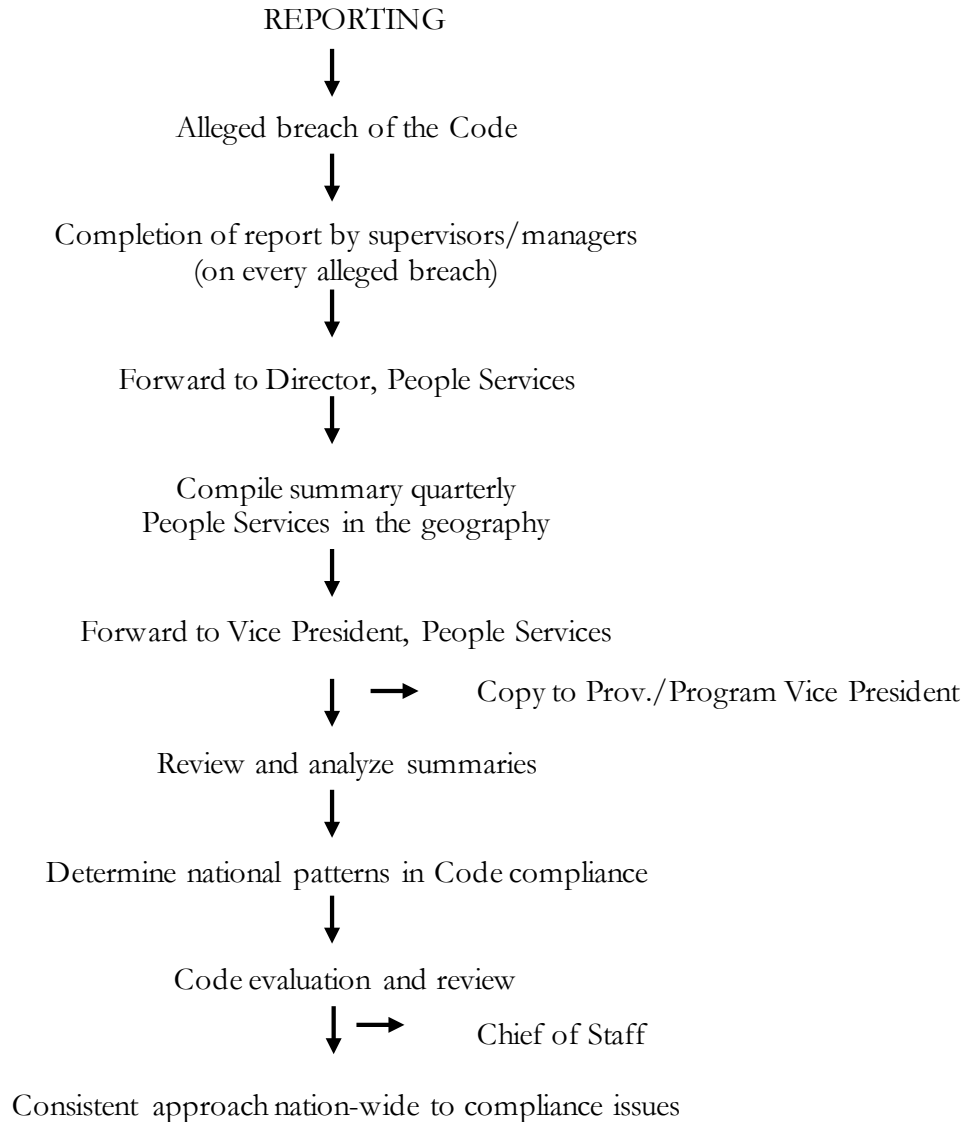 REPORTING
Alleged breach of the Code
Completion of report by supervisors/managers
(on every alleged breach)
Forward to Director, People Services
Compile summary quarterly
People Services in the geography
Forward to Vice President, People Services
Copy to Prov./Program Vice President
Review and analyze summaries
Determine national patterns in Code compliance
Code evaluation and review
Chief of Staff
Consistent approach nation-wide to compliance issues